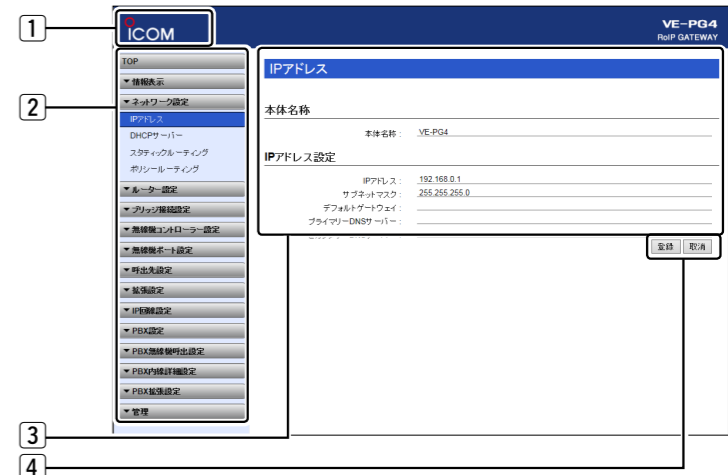 1
ICOM
VE-PG4
RoIP GATEWAY
2
TOP
▼情報表示
▼ネットワーク設定
IPアドレス
DHCPサーバー
スタティックルーティング
ポリシールーティング
▼ルーター設定
▼ブリッジ接続設定
▼無線機コントローラー設定
▼無線機ポート設定
▼呼出先設定
▼拡張設定
▼IP回線設定
▼PBX設定
▼PBX無線機呼出設定
▼PBX内線詳細設定
▼PBX拡張設定
▼管理
IPアドレス
本体名称
本体名称: VE-PG4
IPアドレス設定
IPアドレス: 192.168.0.1
サブネットマスク: 255.255.255.0
デフォルトゲートウェイ:
プライマリーDNSサーバー:
登録 取消
3
4